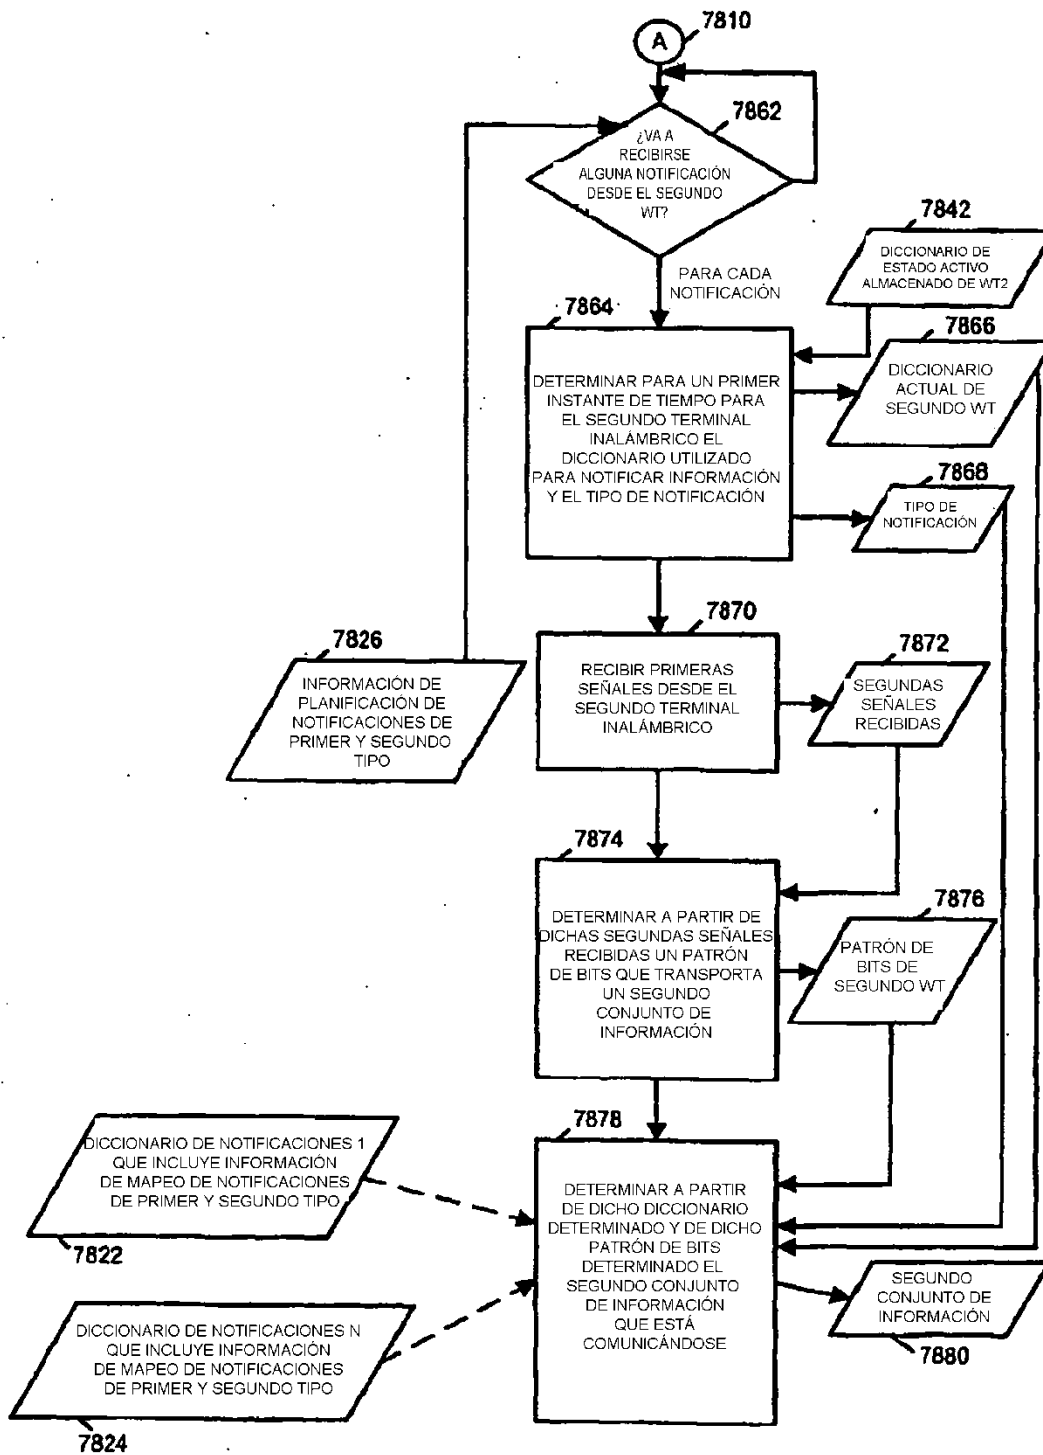 7810
A
7862
¿VA A
RECIBIRSE
ALGUNA NOTIFICACIÓN
DESDE EL SEGUNDO
WT?
PARA CADA
NOTIFICACIÓN
7842
DICCIONARIO DE
ESTADO ACTIVO
ALMACENADO DE WT2
7864
DETERMINAR PARA UN PRIMER
INSTANTE DE TIEMPO PARA
EL SEGUNDO TERMINAL
INALÁMBRICO EL
DICCIONARIO UTILIZADO
PARA NOTIFICAR INFORMACIÓN
Y EL TIPO DE NOTIFICACIÓN
7866
DICCIONARIO
ACTUAL DE
SEGUNDO WT
7868
TIPO DE
NOTIFICACIÓN
7826
INFORMACIÓN DE
PLANIFICACIÓN DE
NOTIFICACIONES DE
PRIMER Y SEGUNDO
TIPO
7870
RECIBIR PRIMERAS
SEÑALES DESDE EL
SEGUNDO TERMINAL
INALÁMBRICO
7872
SEGUNDAS
SEÑALES
RECIBIDAS
7874
DETERMINAR A PARTIR DE
DICHAS SEGUNDAS SEÑALES
RECIBIDAS UN PATRÓN
DE BITS QUE TRANSPORTA
UN SEGUNDO
CONJUNTO DE
INFORMACIÓN
7876
PATRÓN DE
BITS DE
SEGUNDO WT
7878
DETERMINAR A PARTIR
DE DICHO DICCIONARIO
DETERMINADO Y DE DICHO
PATRÓN DE BITS
DETERMINADO EL
SEGUNDO CONJUNTO
DE INFORMACIÓN
QUE ESTÁ
COMUNICÁNDOSE
DICCIONARIO DE NOTIFICACIONES 1
QUE INCLUYE INFORMACIÓN
DE MAPEO DE NOTIFICACIONES
DE PRIMER Y SEGUNDO TIPO
7822
DICCIONARIO DE NOTIFICACIONES N
QUE INCLUYE INFORMACIÓN
DE MAPEO DE NOTIFICACIONES
DE PRIMER Y SEGUNDO TIPO
7824
SEGUNDO
CONJUNTO DE
INFORMACIÓN
7880